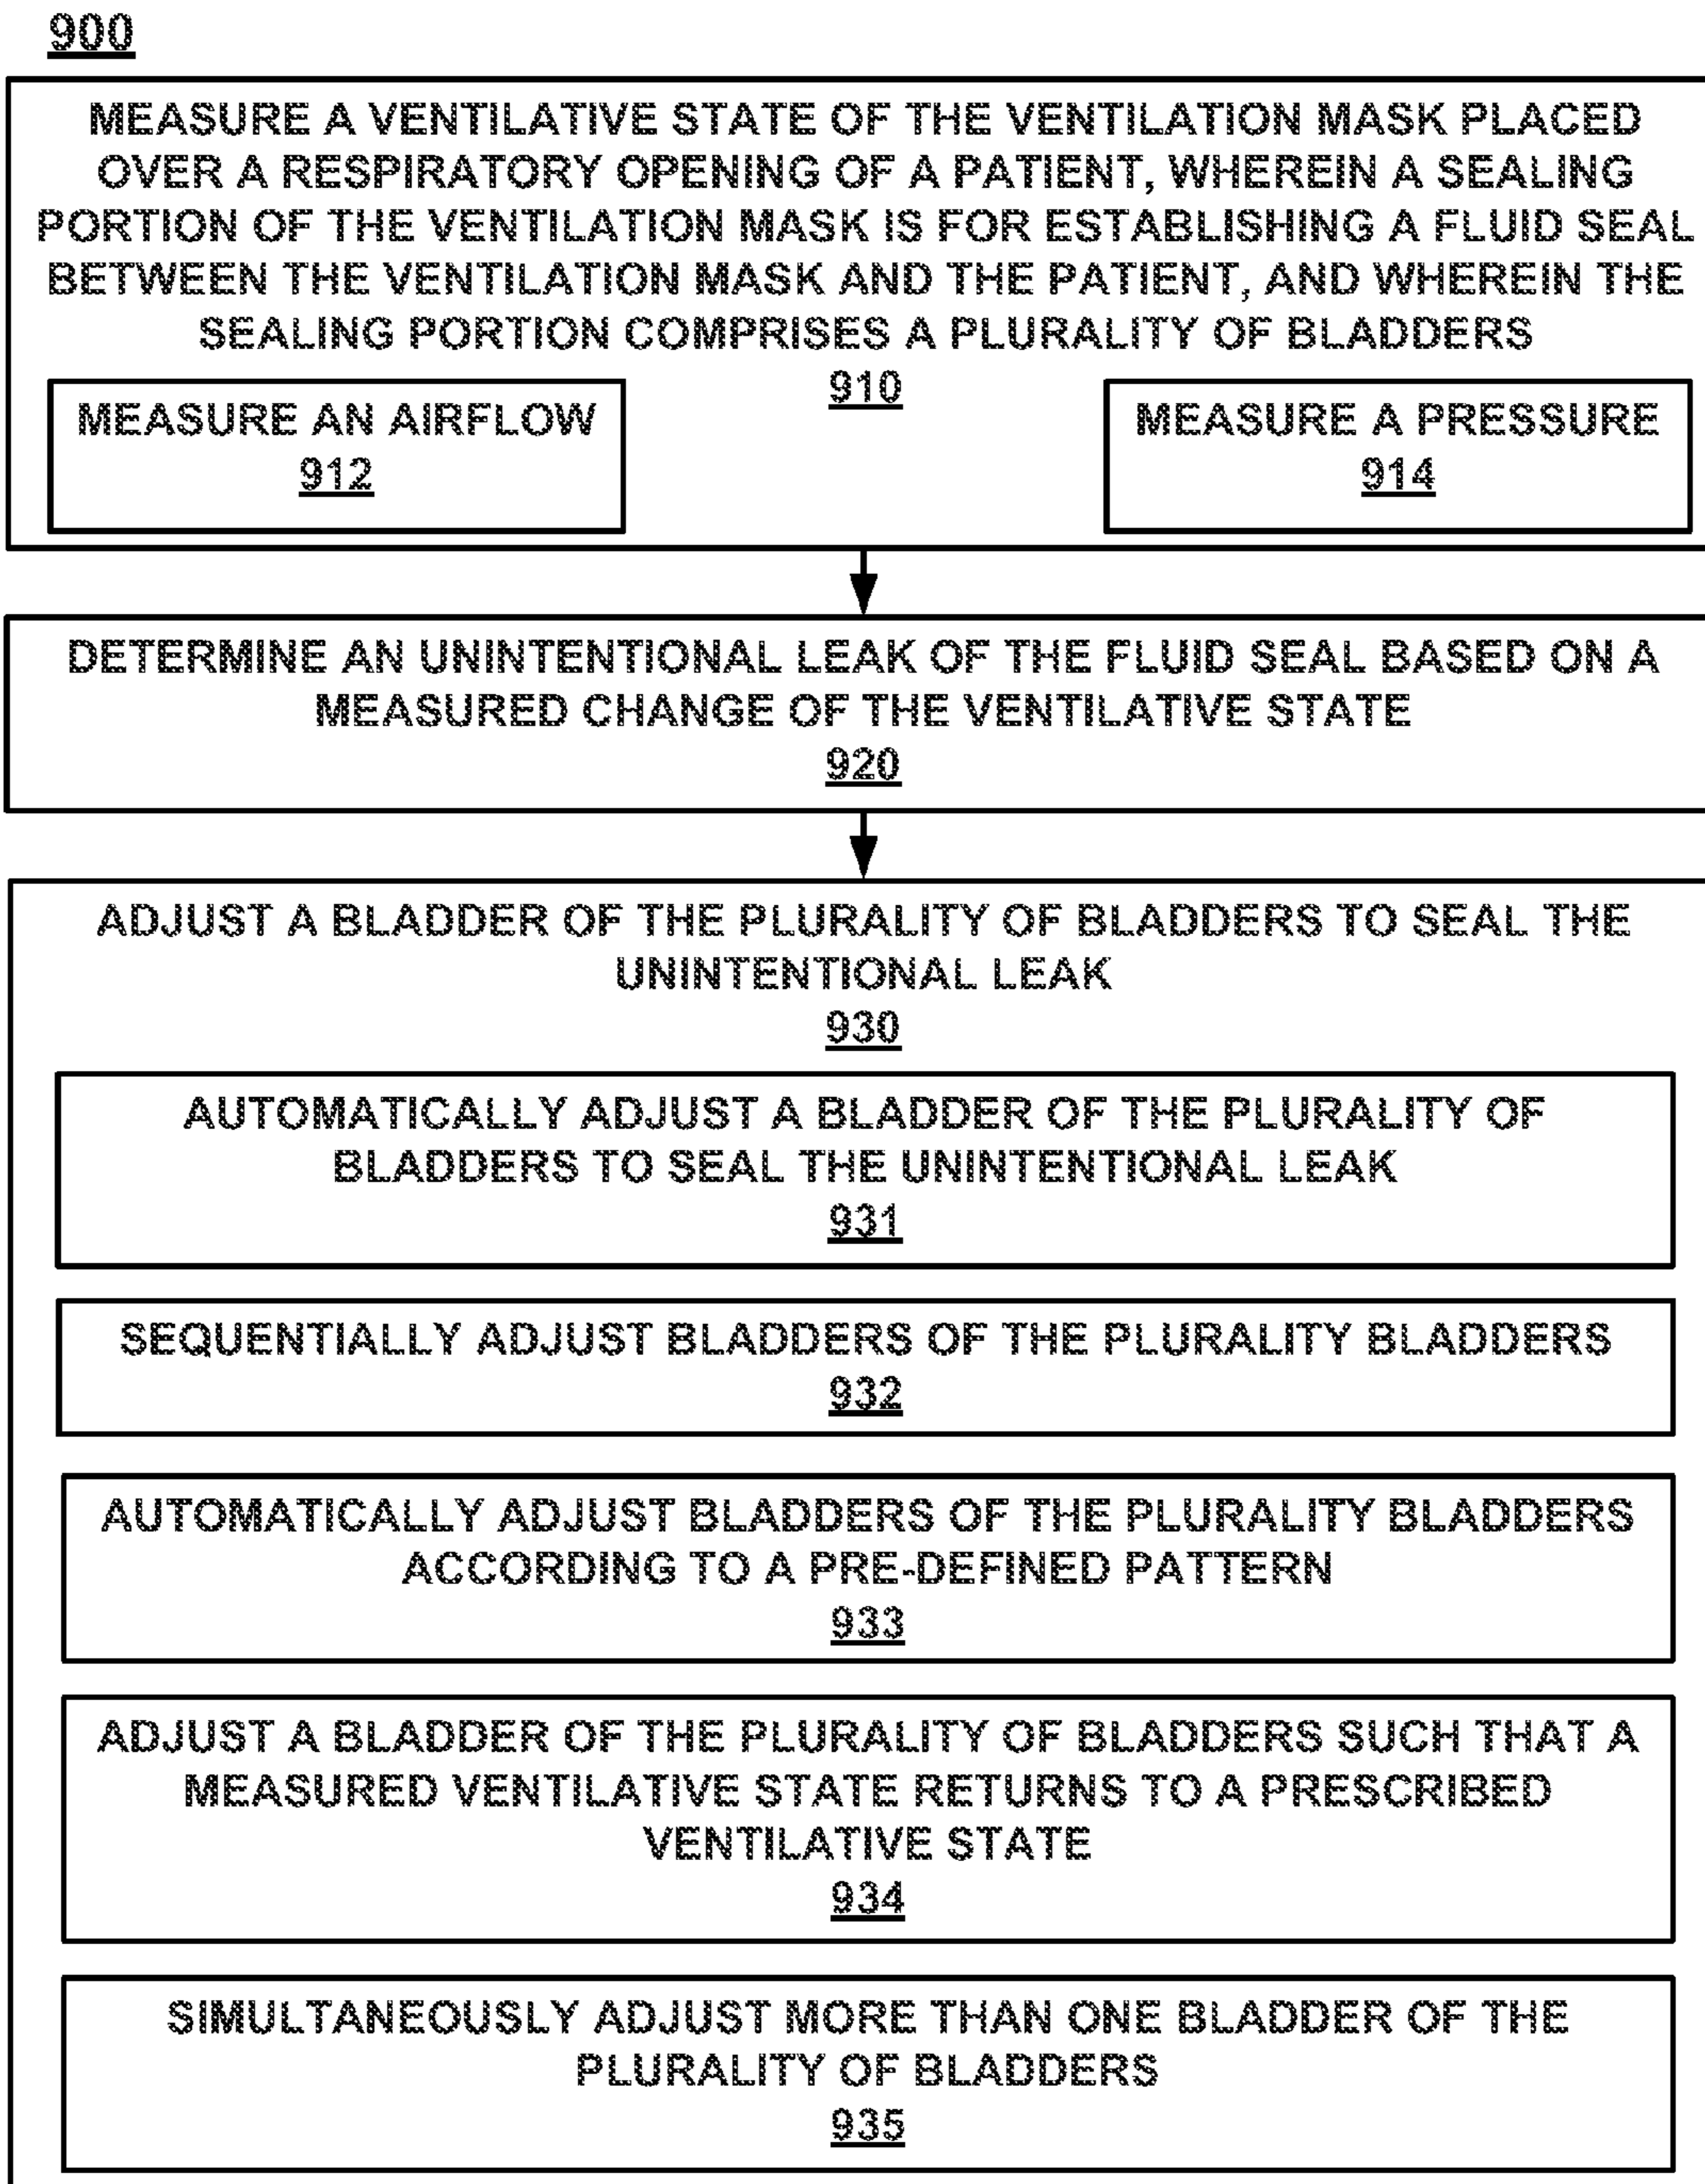 900
MEASURE A VENTILATIVE STATE OF THE VENTILATION MASK PLACED
OVER A RESPIRATORY OPENING OF A PATIENT, WHEREIN A SEALING
PORTION OF THE VENTILATION MASK IS FOR ESTABLISHING A FLUID SEAL
BETWEEN THE VENTILATION MASK AND THE PATIENT, AND WHEREIN THE
SEALING PORTION COMPRISES A PLURALITY OF BLADDERS
910
MEASURE AN AIRFLOW
912
MEASURE A PRESSURE
914
DETERMINE AN UNINTENTIONAL LEAK OF THE FLUID SEAL BASED ON A
MEASURED CHANGE OF THE VENTILATIVE STATE
920
ADJUST A BLADDER OF THE PLURALITY OF BLADDERS TO SEAL THE
UNINTENTIONAL LEAK
930
AUTOMATICALLY ADJUST A BLADDER OF THE PLURALITY OF
BLADDERS TO SEAL THE UNINTENTIONAL LEAK
931
SEQUENTIALLY ADJUST BLADDERS OF THE PLURALITY BLADDERS
932
AUTOMATICALLY ADJUST BLADDERS OF THE PLURALITY BLADDERS
ACCORDING TO A PRE-DEFINED PATTERN
933
ADJUST A BLADDER OF THE PLURALITY OF BLADDERS SUCH THAT A
MEASURED VENTILATIVE STATE RETURNS TO A PRESCRIBED
VENTILATIVE STATE
934
SIMULTANEOUSLY ADJUST MORE THAN ONE BLADDER OF THE
PLURALITY OF BLADDERS
935